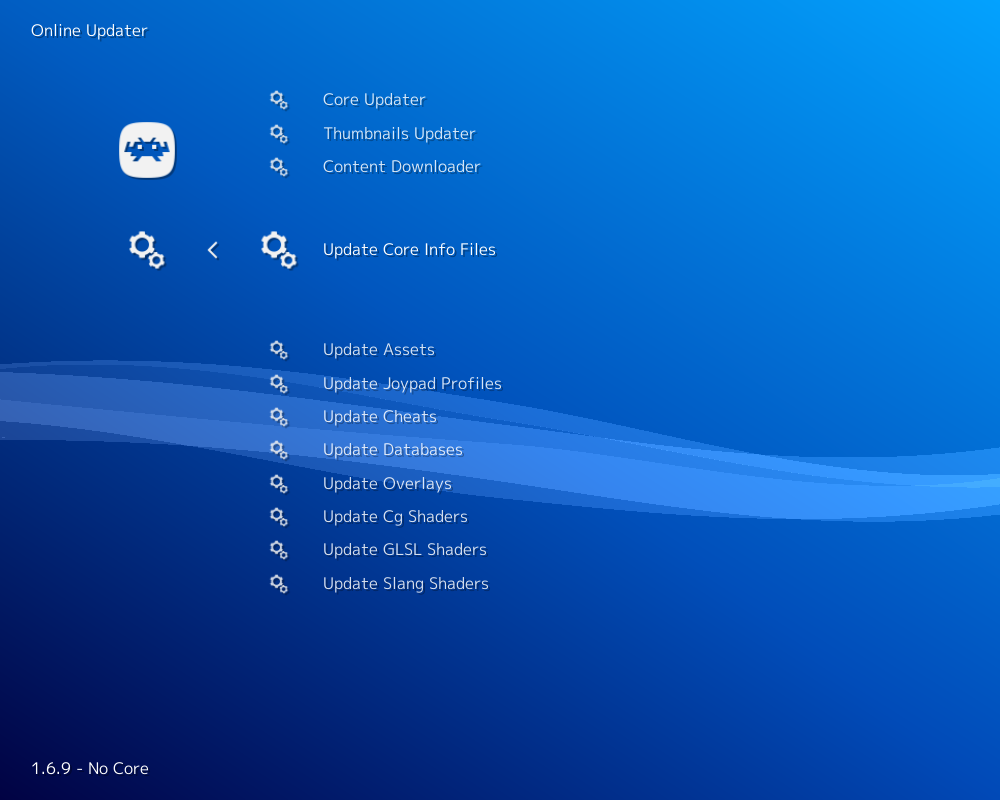 Online Updater
Core Updater
Thumbnails Updater
Content Downloader
Update Core Info Files
Update Assets
Update Joypad Profiles
Update Cheats
Update Databases
Update Overlays
Update Cg Shaders
Update GLSL Shaders
Update Slang Shaders
1.6.9 - No Core